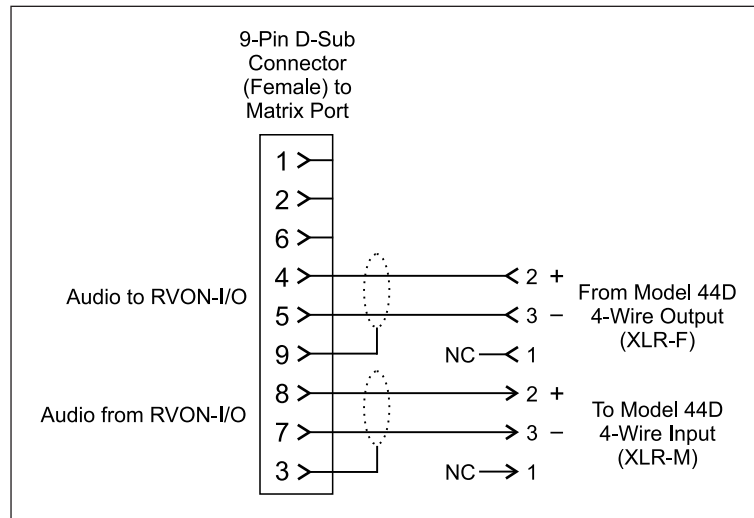 9-Pin D-Sub
Connector
(Female) to
Matrix Port
1
2
6
Audio to RVON-I/O
4
5
9
2 +
3 –
NC 1
From Model 44D
4-Wire Output
(XLR-F)
Audio from RVON-I/O
8
7
3
2 +
3 –
NC 1
To Model 44D
4-Wire Input
(XLR-M)